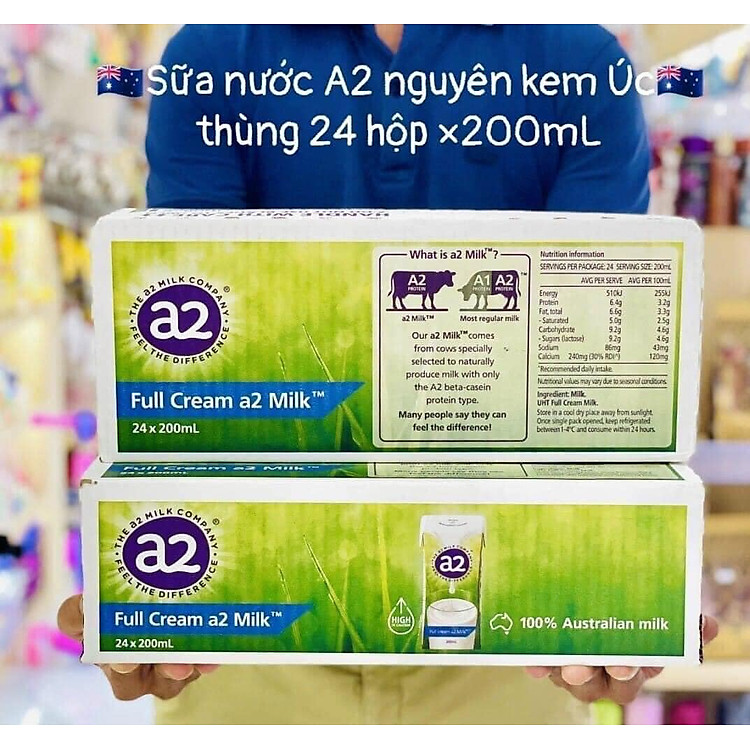 🇦🇺Sữa nước A2 nguyên kem Úc🇦🇺
thùng 24 hộp ×200mL
THE a2 MILK COMPANY®
a2
FEEL THE DIFFERENCE
Full Cream a2 Milk™
24 x 200mL
What is a2 Milk™?
A2 PROTEIN
A1 PROTEIN A2 PROTEIN
a2 Milk™ Most regular milk
Our a2 Milk™ comes
from cows specially
selected to naturally
produce milk with only
the A2 beta-casein
protein type.
Many people say they can
feel the difference!
Nutrition information
SERVINGS PER PACKAGE: 24 SERVING SIZE: 200mL
AVG PER SERVE AVG PER 100mL
Energy 510kJ 255kJ
Protein 6.4g 3.2g
Fat, total 6.6g 3.3g
- Saturated 5.0g 2.5g
Carbohydrate 9.2g 4.6g
- Sugars (lactose) 9.2g 4.6g
Sodium 86mg 43mg
Calcium 240mg (30% RDI*) 120mg
*Recommended daily intake.
Nutritional values may vary due to seasonal conditions.
Ingredient: Milk.
UHT Full Cream Milk.
Store in a cool dry place away from sunlight.
Once single pack opened, keep refrigerated
between 1-4°C and consume within 24 hours.
Full Cream a2 Milk™
24 x 200mL
THE a2 MILK COMPANY®
a2
FEEL THE DIFFERENCE
Full Cream a2 Milk™
24 x 200mL
HIGH
a2
Full Cream a2 Milk™
100% Australian milk